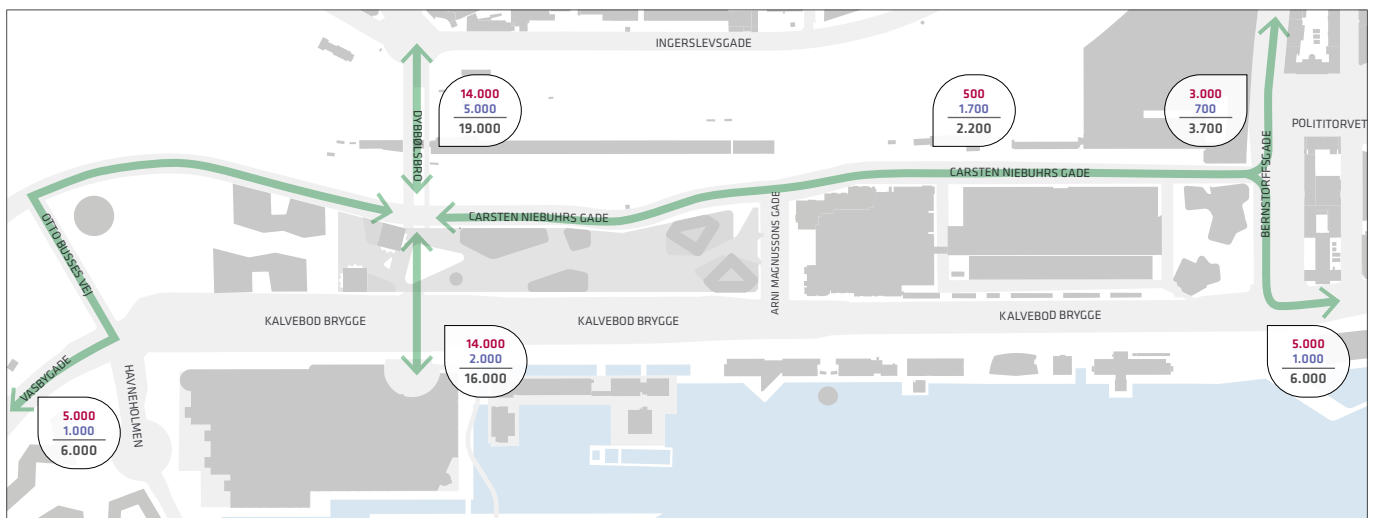 INGERSLEVSGADE
14.000
5.000
19.000
500
1.700
2.200
3.000
700
3.700
POLITITORVET
DYBBØLSBRO
CARSTEN NIEBUHRS GADE
BERNSTORFFSGADE
CARSTEN NIEBUHRS GADE
ARNI MAGNUSSONS GADE
OTTO BUSSES VEJ
KALVEBOD BRYGGE
KALVEBOD BRYGGE
KALVEBOD BRYGGE
14.000
2.000
16.000
5.000
1.000
6.000
VASBYGADE
HAVNEHOLMEN
5.000
1.000
6.000